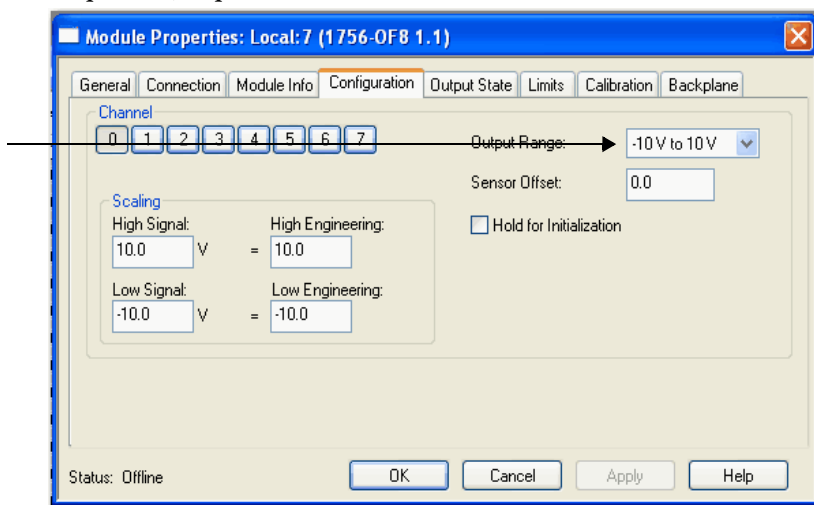 Module Properties: Local:7 (1756-OF8 1.1)
General Connection Module Info Configuration Output State Limits Calibration Backplane
Channel
0 1 2 3 4 5 6 7
Output Range: -10 V to 10 V
Sensor Offset: 0.0
Hold for Initialization
Scaling
High Signal: High Engineering:
10.0 V = 10.0
Low Signal: Low Engineering:
-10.0 V = -10.0
Status: Offline OK Cancel Apply Help